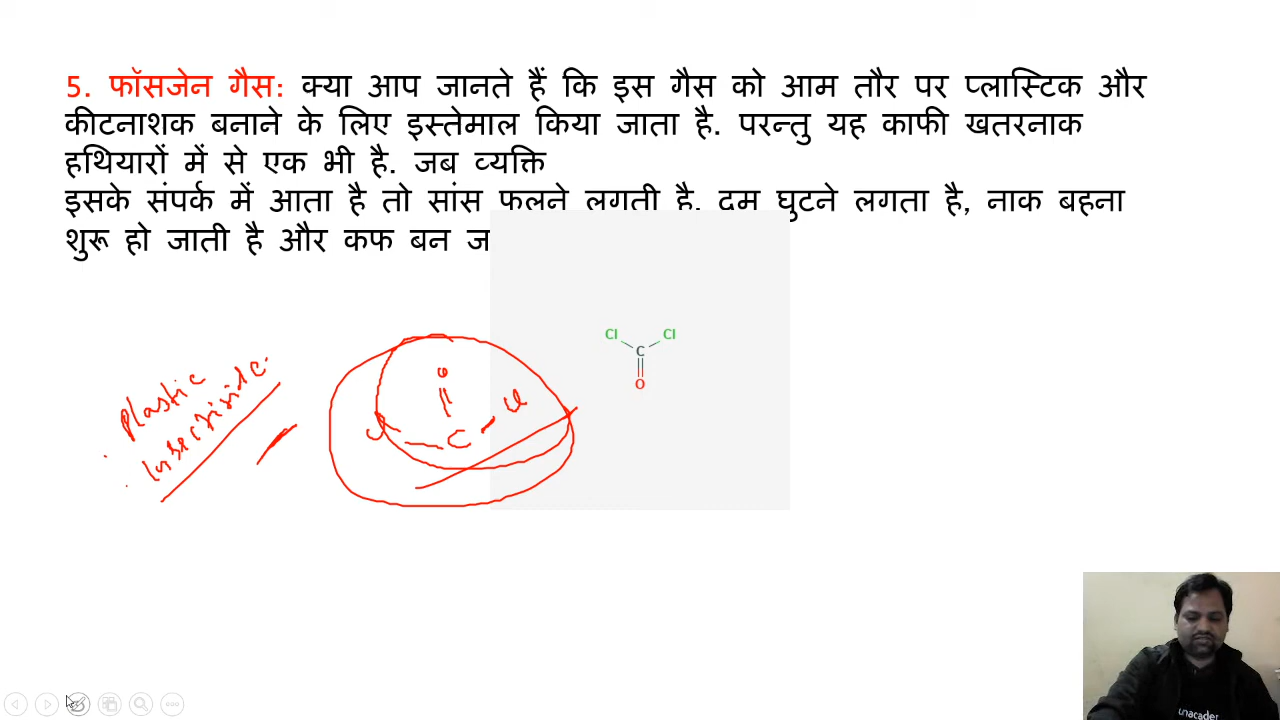 5. फॉसजेन गैस: क्या आप जानते हैं कि इस गैस को आम तौर पर प्लास्टिक और
कीटनाशक बनाने के लिए इस्तेमाल किया जाता है. परन्तु यह काफी खतरनाक
हथियारों में से एक भी है. जब व्यक्ति
इसके संपर्क में आता है तो सांस फूलने लगती है. दम घुटने लगता है, नाक बहना
शुरू हो जाती है और कफ बन
Cl Cl
C
O
Plastic
o
Cl C Cl
unacader